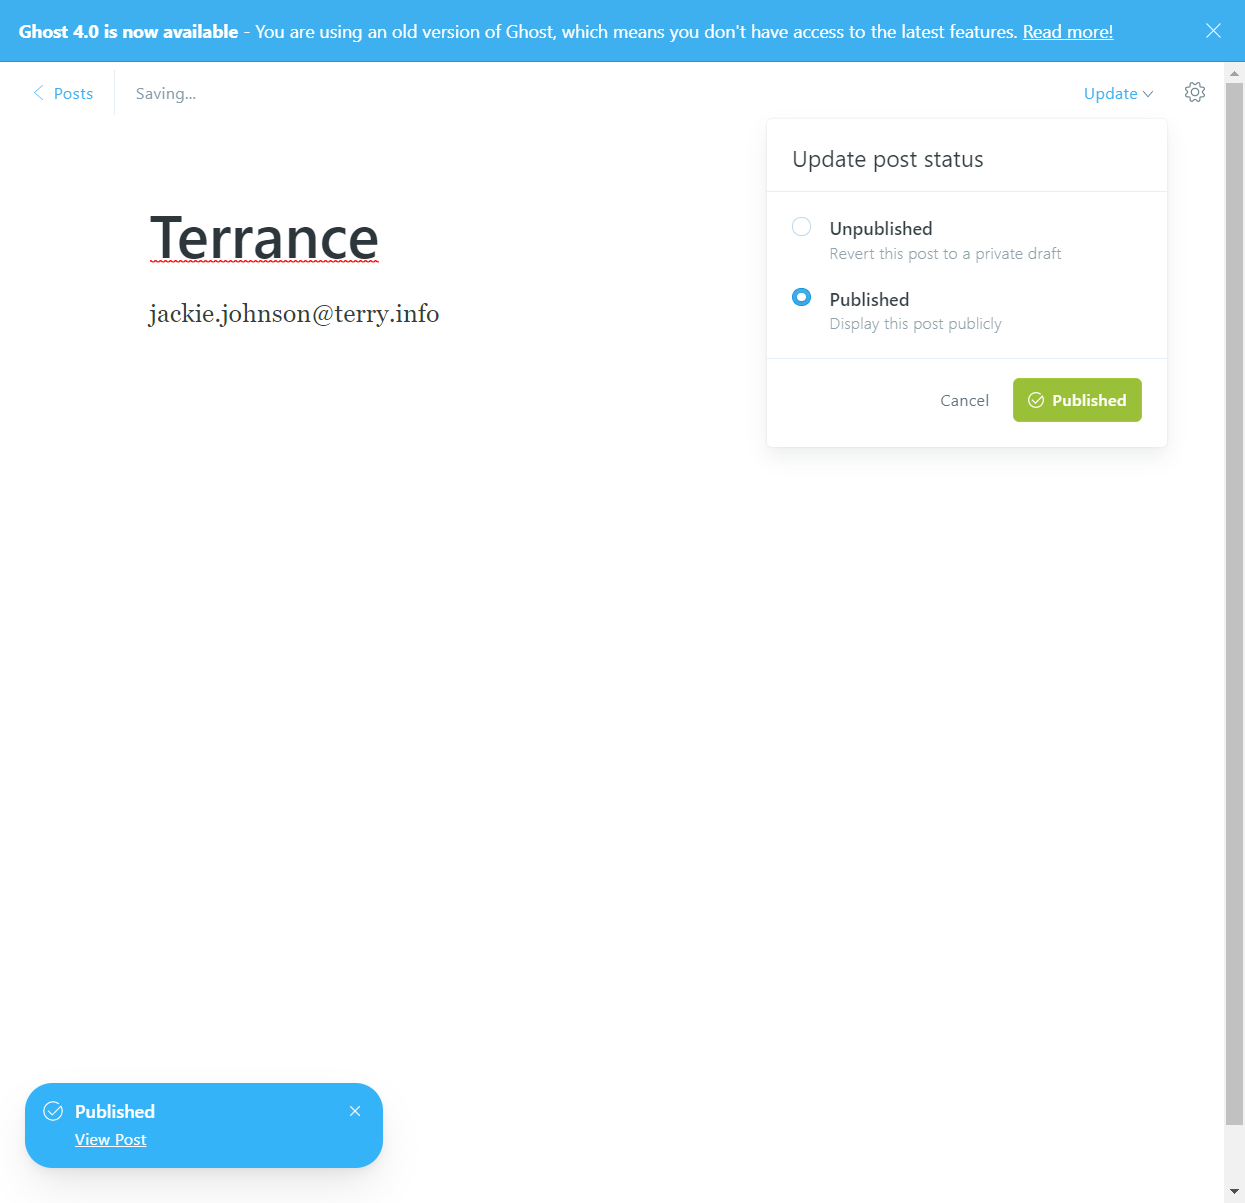 Ghost 4.0 is now available - You are using an old version of Ghost, which means you don't have access to the latest features. Read more!
Posts
Saving...
Update
Update post status
Unpublished
Revert this post to a private draft
Published
Display this post publicly
Cancel
Published
Terrance
jackie.johnson@terry.info
Published
View Post